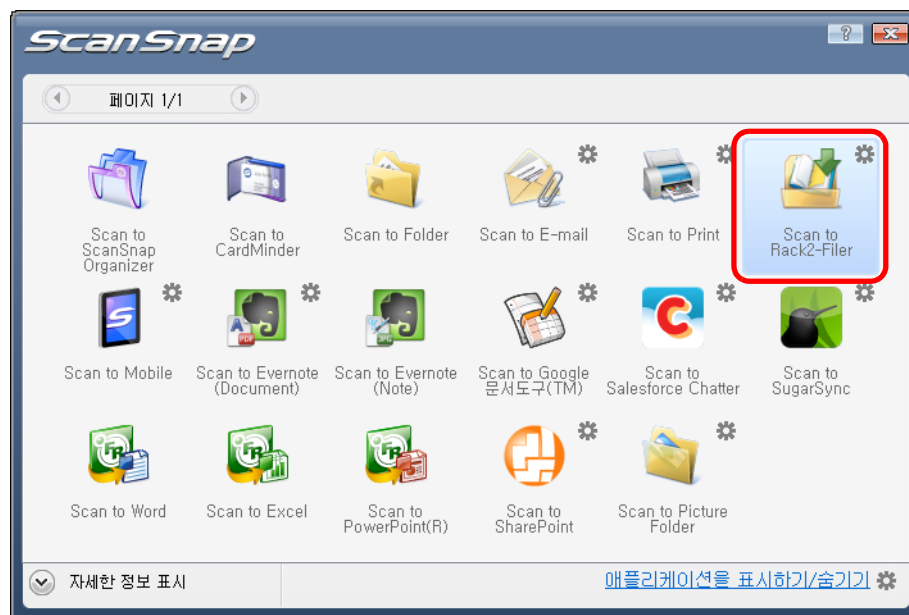 ScanSnap
페이지 1/1
Scan to
ScanSnap
Organizer
Scan to
CardMinder
Scan to Folder
Scan to E-mail
Scan to Print
Scan to
Rack2-Filer
Scan to Mobile
Scan to Evernote
(Document)
Scan to Evernote
(Note)
Scan to Google
문서도구(TM)
Scan to
Salesforce Chatter
Scan to
SugarSync
Scan to Word
Scan to Excel
Scan to
PowerPoint(R)
Scan to
SharePoint
Scan to Picture
Folder
자세한 정보 표시
애플리케이션을 표시하기/숨기기